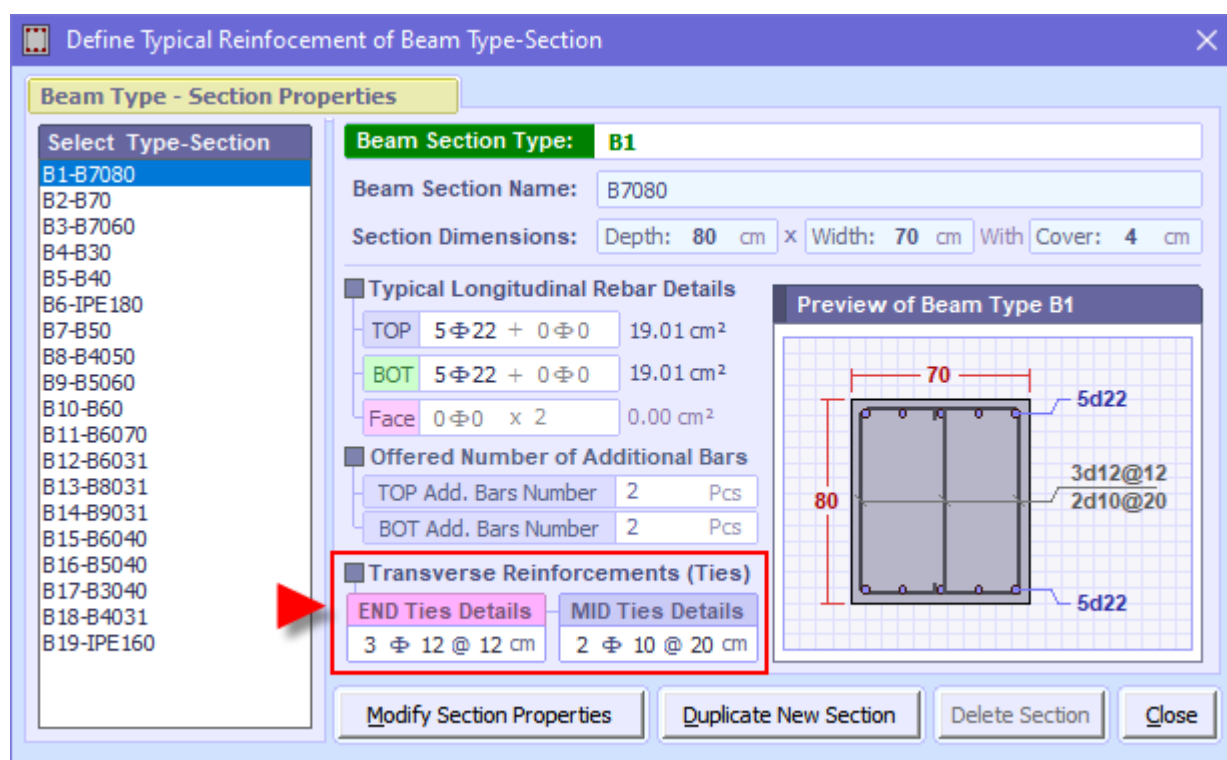 Define Typical Reinfocement of Beam Type-Section
Beam Type - Section Properties
Select Type-Section
B1-B7080
B2-B70
B3-B7060
B4-B30
B5-B40
B6-IPE180
B7-B50
B8-B4050
B9-B5060
B10-B60
B11-B6070
B12-B6031
B13-B8031
B14-B9031
B15-B6040
B16-B5040
B17-B3040
B18-B4031
B19-IPE160
Beam Section Type: B1
Beam Section Name: B7080
Section Dimensions: Depth: 80 cm x Width: 70 cm With Cover: 4 cm
Typical Longitudinal Rebar Details
TOP 5Φ22 + 0Φ0 19.01 cm²
BOT 5Φ22 + 0Φ0 19.01 cm²
Face 0Φ0 x 2 0.00 cm²
Offered Number of Additional Bars
TOP Add. Bars Number 2 Pcs
BOT Add. Bars Number 2 Pcs
Transverse Reinforcements (Ties)
END Ties Details MID Ties Details
3 Φ 12 @ 12 cm 2 Φ 10 @ 20 cm
Preview of Beam Type B1
70
5d22
3d12@12
80
2d10@20
5d22
Modify Section Properties Duplicate New Section Delete Section Close